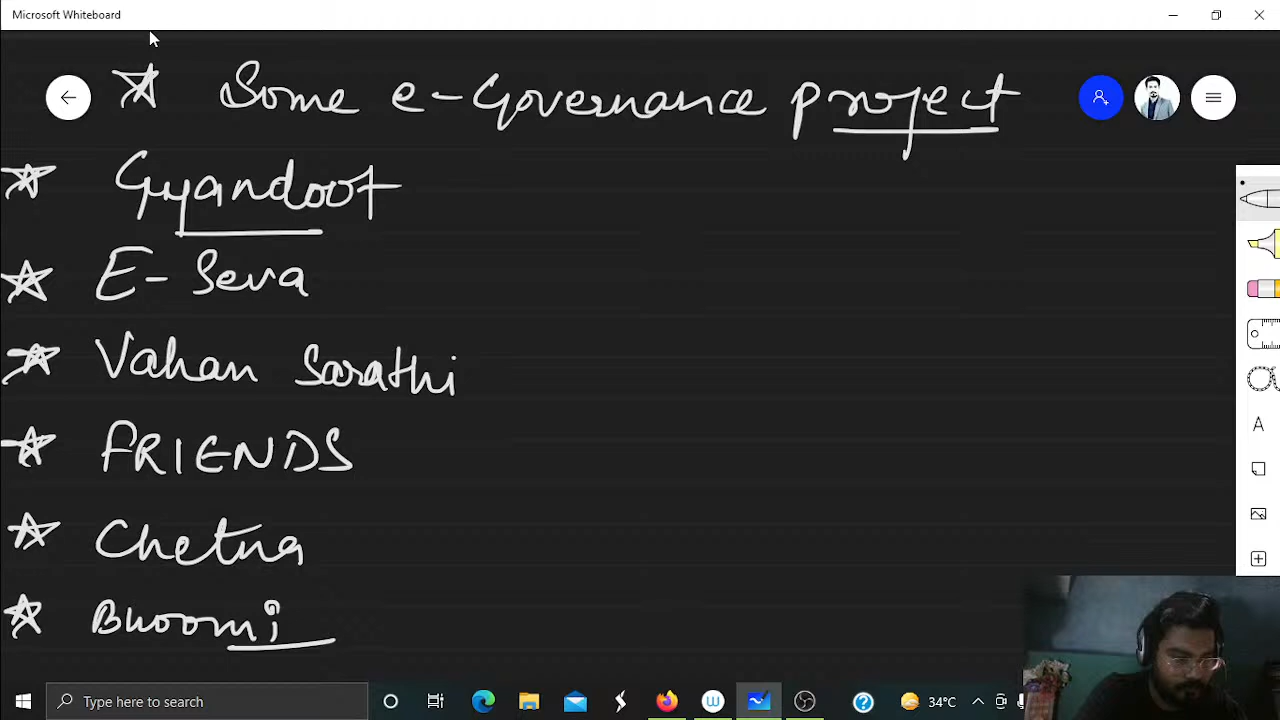 Microsoft Whiteboard
Some e-Governance project
Gyandoot
E-Seva
Vahan Sarathi
FRIENDS
Chetna
Bhoomi
A
Type here to search
34°C